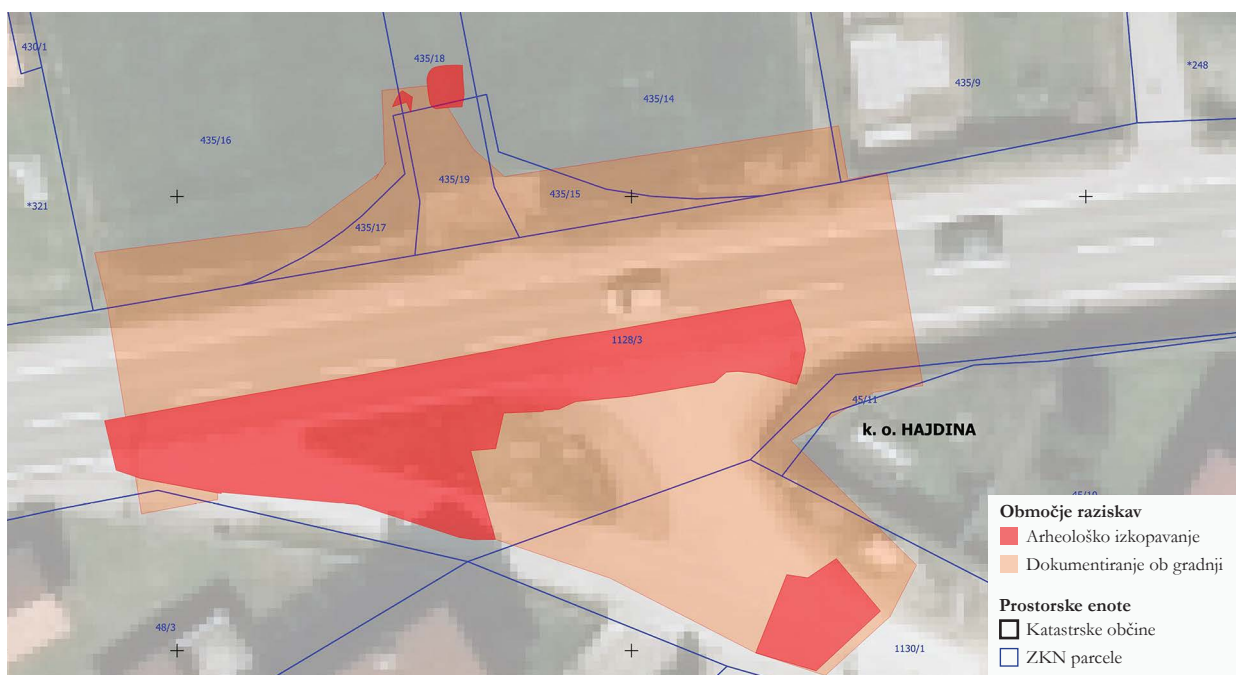 430/1
435/18
435/14
435/9
*248
435/16
435/19
435/15
*321
435/17
1128/3
45/11
k. o. HAJDINA
45/10
48/3
1130/1
Območje raziskav
Arheološko izkopavanje
Dokumentiranje ob gradnji
Prostorske enote
Katastrske občine
ZKN parcele